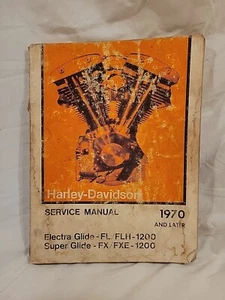 Harley-Davidson
SERVICE MANUAL 1970
AND LATER
Electra Glide - FL/FLH-1200
Super Glide - FX/FXE-1200